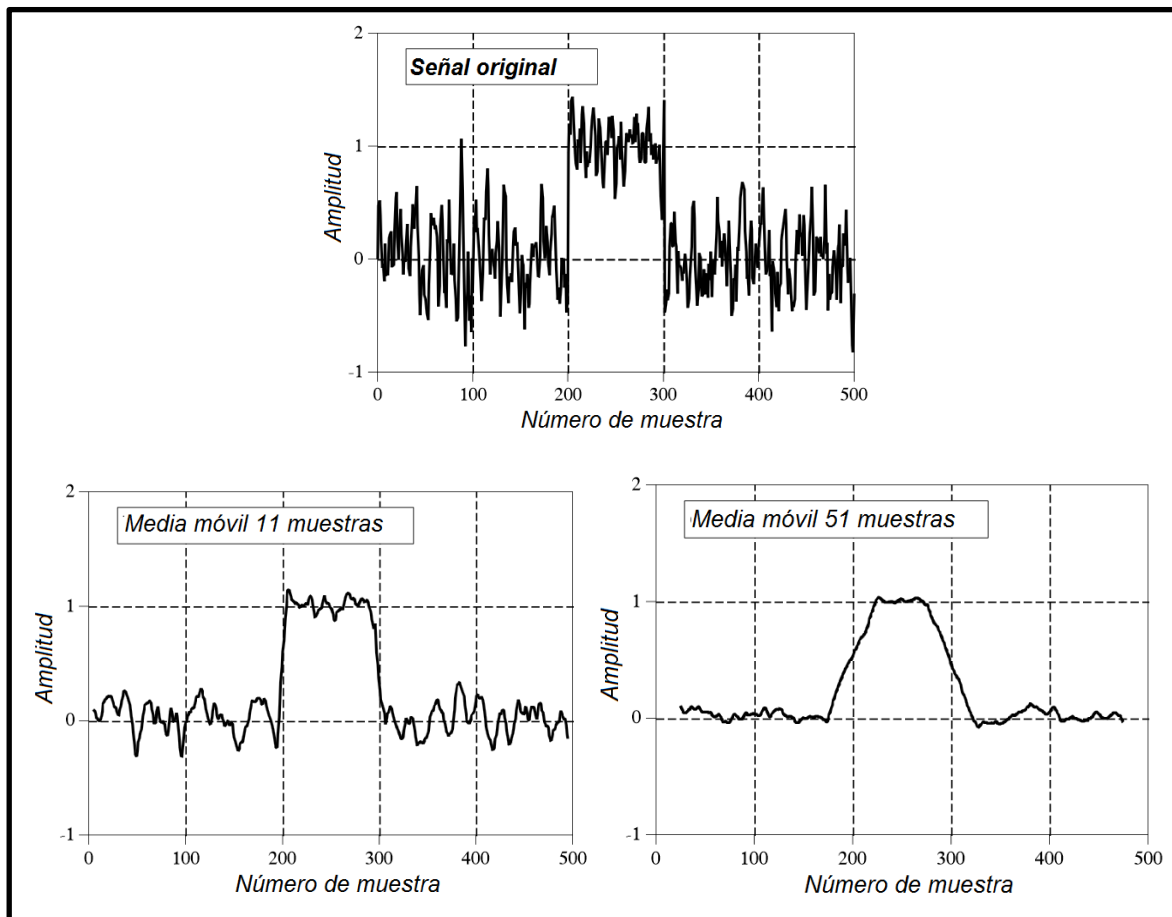 Señal original
2
1
0
-1
Amplitud
0 100 200 300 400 500
Número de muestra
Media móvil 11 muestras
2
1
0
-1
Amplitud
0 100 200 300 400 500
Número de muestra
Media móvil 51 muestras
2
1
0
-1
Amplitud
0 100 200 300 400 500
Número de muestra